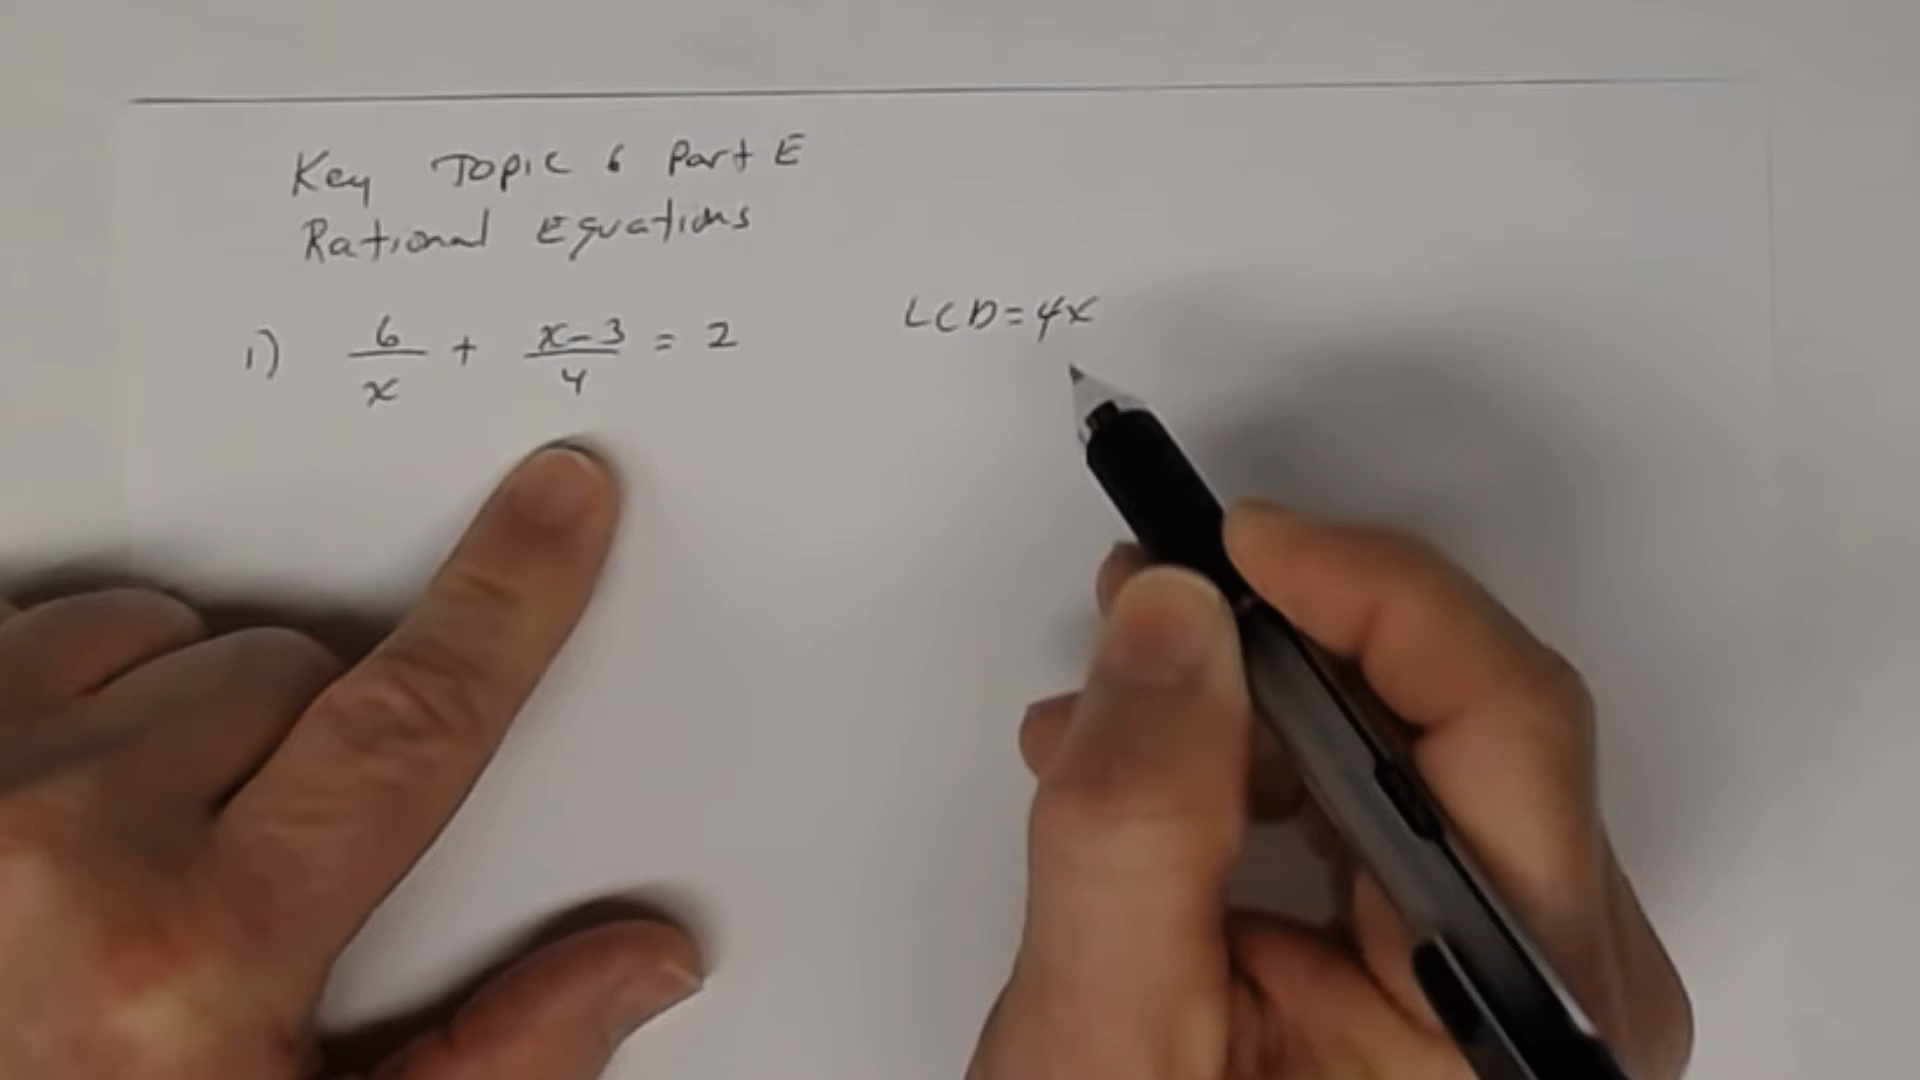 Key Topic 6 Part E
Rational Equations
1) 6/x + x-3/4 = 2
LCD=4x